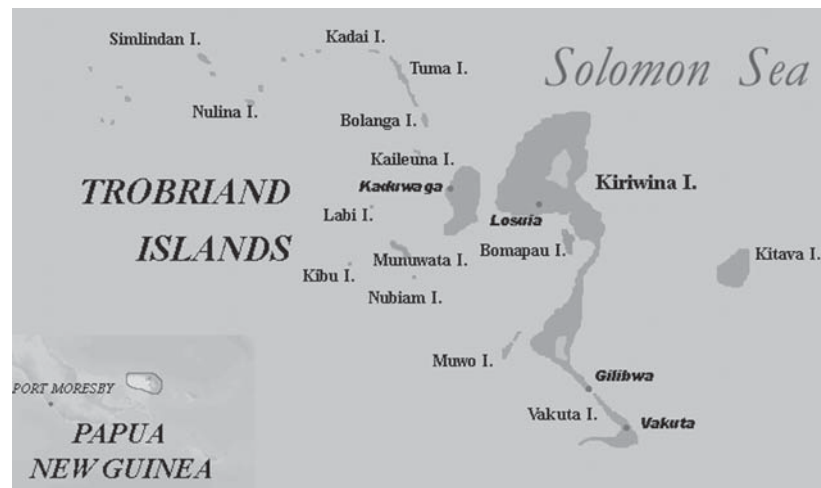 Simlindan I.
Kadai I.
Tuma I.
Solomon Sea
Nulina I.
Bolanga I.
Kaileuna I.
TROBRIAND
ISLANDS
Kaduwaga
Kiriwina I.
Labi I.
Losuia
Munuwata I.
Bomapau I.
Kitava I.
Kibu I.
Nubiam I.
Muwo I.
Gilibwa
Vakuta I.
Vakuta
PORT MORESBY
PAPUA
NEW GUINEA